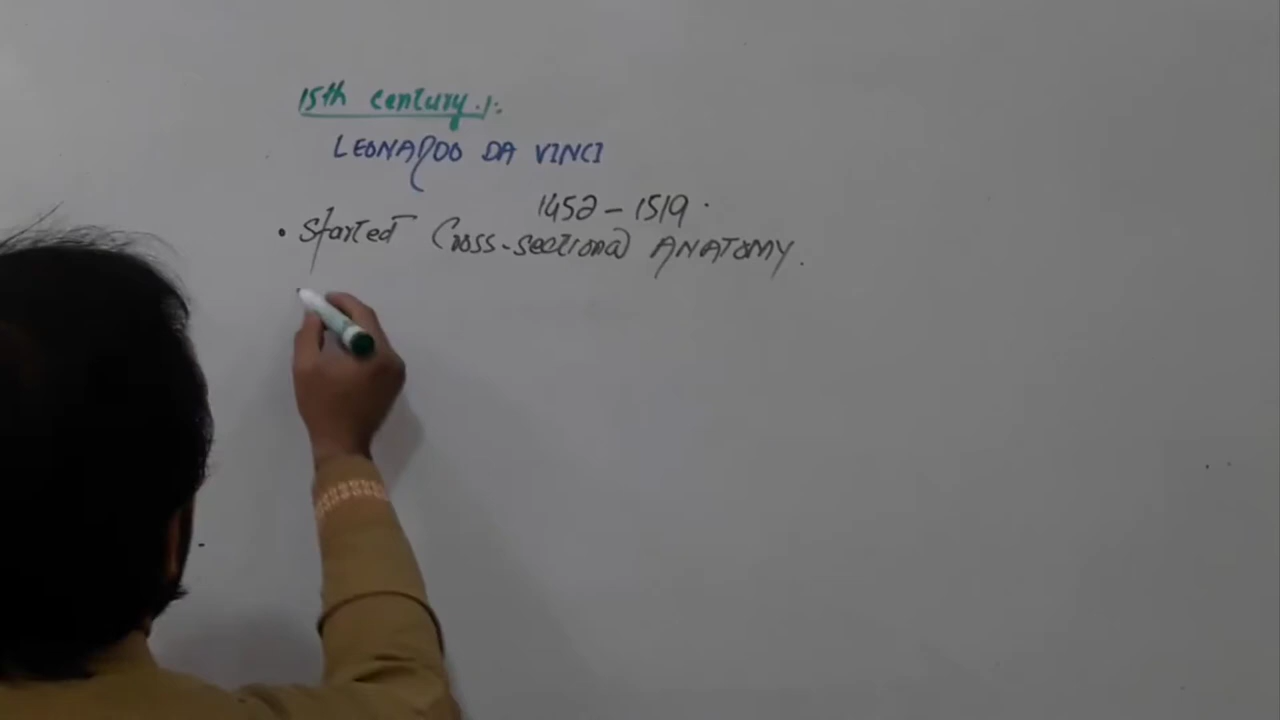 15th century :-
LEONARDO DA VINCI
1452 - 1519 .
• Started Cross-sectional ANATOMY .